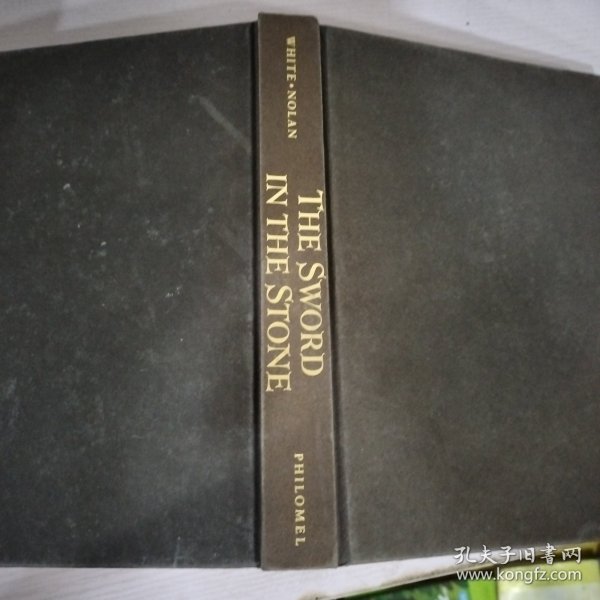 WHITE • NOLAN
THE SWORD
IN THE STONE
PHILOMEL
孔夫子旧书网
www.kongfz.com